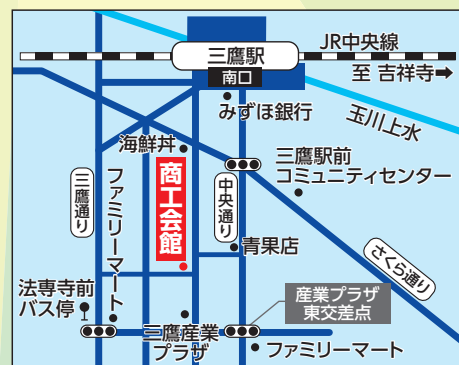 三鷹駅
南口
JR中央線
至 吉祥寺➡
みずほ銀行
玉川上水
海鮮丼
三鷹駅前
コミュニティセンター
三鷹通り
ファミリーマート
商工会館
中央通り
青果店
さくら通り
法専寺前
バス停
産業プラザ
東交差点
三鷹産業
プラザ
ファミリーマート